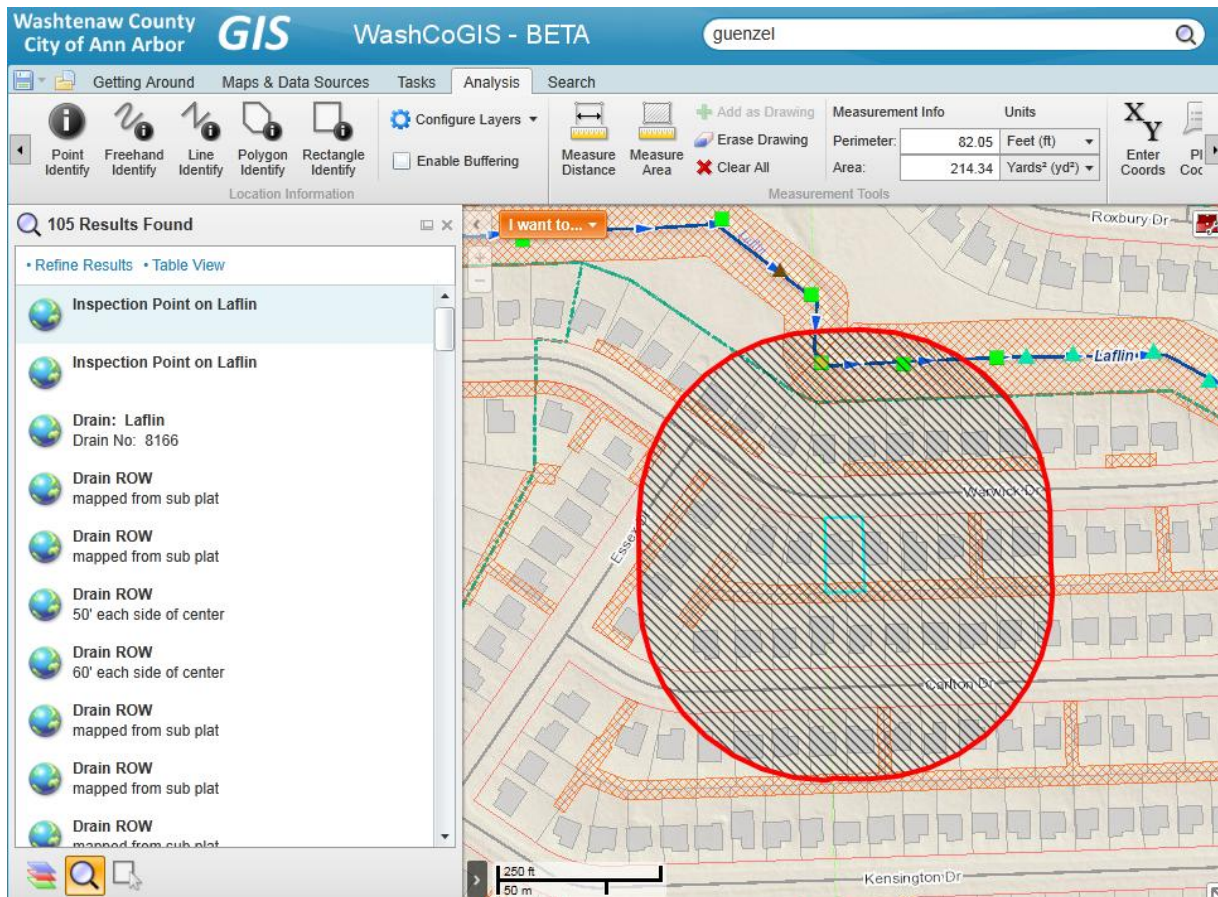 Washtenaw County
City of Ann Arbor
GIS
WashCoGIS - BETA
guenzel
Getting Around
Maps & Data Sources
Tasks
Analysis
Search
Point
Identify
Freehand
Identify
Line
Identify
Polygon
Identify
Rectangle
Identify
Configure Layers
Enable Buffering
Location Information
Measure
Distance
Measure
Area
Add as Drawing
Erase Drawing
Clear All
Measurement Info
Units
Perimeter:
82.05
Feet (ft)
Area:
214.34
Yards² (yd²)
Measurement Tools
X
Y
Enter
Coords
105 Results Found
• Refine Results • Table View
Inspection Point on Laflin
Inspection Point on Laflin
Drain: Laflin
Drain No: 8166
Drain ROW
mapped from sub plat
Drain ROW
mapped from sub plat
Drain ROW
50' each side of center
Drain ROW
60' each side of center
Drain ROW
mapped from sub plat
Drain ROW
mapped from sub plat
Drain ROW
mapped from sub plat
I want to...
Laflin
Roxbury Dr
Laflin
Warwick Dr
Essex Dr
Carlton Dr
Kensington Dr
250 ft
50 m